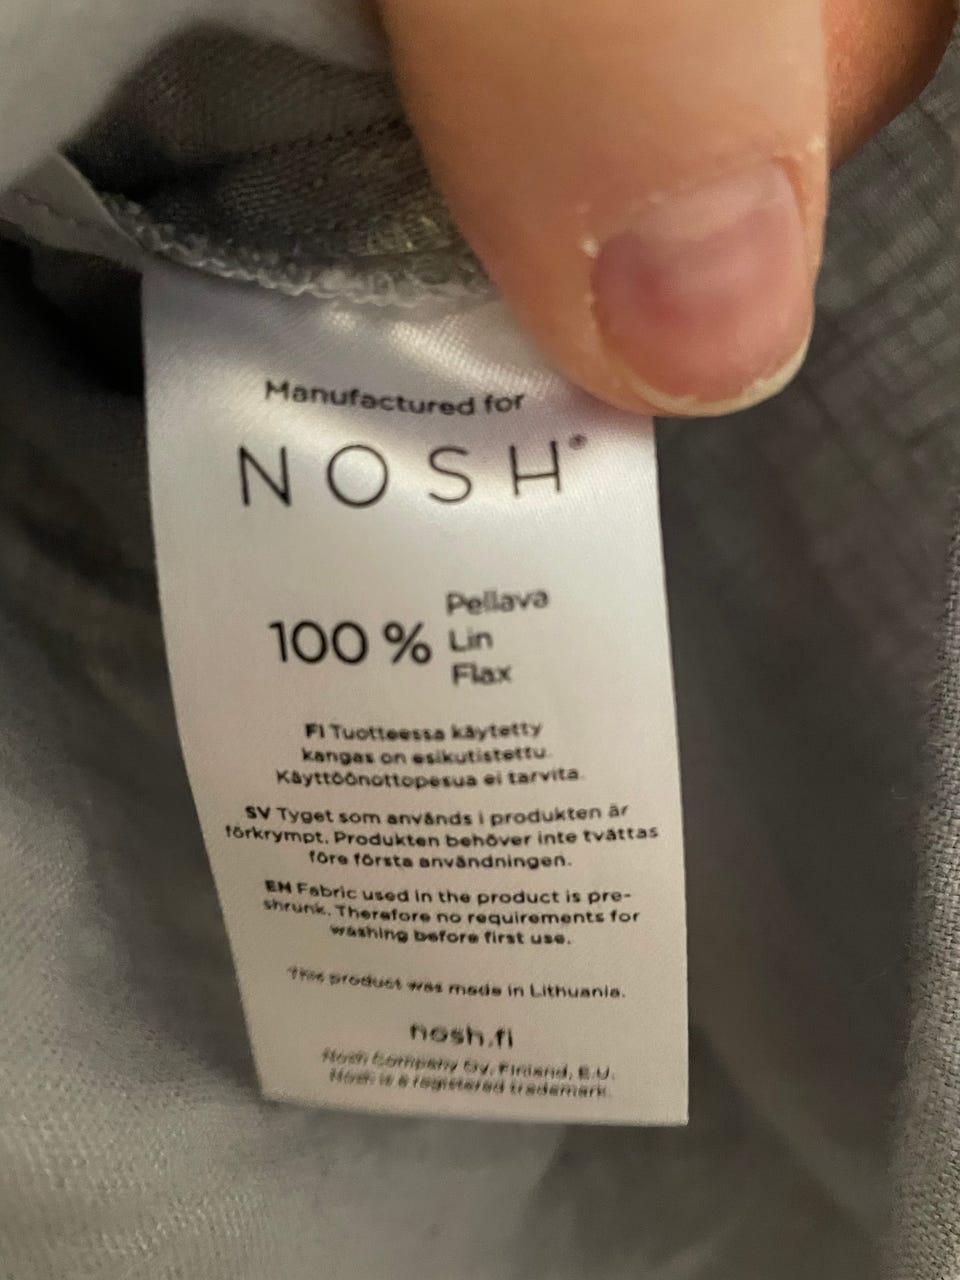 Manufactured for
NOSH®
100 % Pellava
Lin
Flax
FI Tuotteessa käytetty
kangas on esikutistettu.
Käyttöönottopesua ei tarvita.
SV Tyget som används i produkten är
förkrympt. Produkten behöver inte tvättas
före första användningen.
EN Fabric used in the product is pre-
shrunk. Therefore no requirements for
washing before first use.
This product was made in Lithuania.
nosh.fi
Nosh Company Oy, Finland, E.U.
Nosh is a registered trademark.